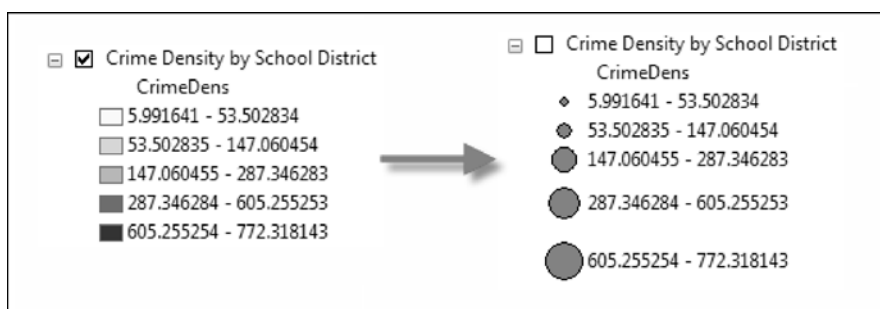 Crime Density by School District
CrimeDens
5.991641 - 53.502834
53.502835 - 147.060454
147.060455 - 287.346283
287.346284 - 605.255253
605.255254 - 772.318143
Crime Density by School District
CrimeDens
5.991641 - 53.502834
53.502835 - 147.060454
147.060455 - 287.346283
287.346284 - 605.255253
605.255254 - 772.318143